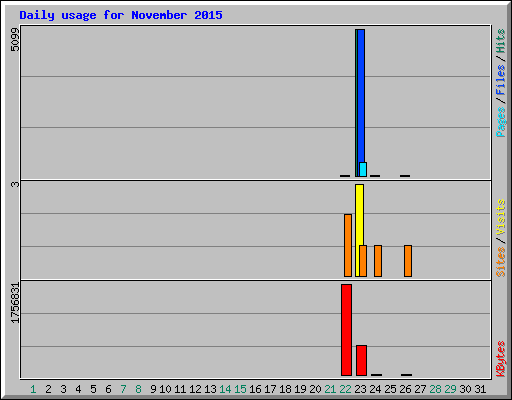 Daily usage for November 2015
5099
3
1756831
Pages / Files / Hits
Sites / Visits
KBytes
1 2 3 4 5 6 7 8 9 10 11 12 13 14 15 16 17 18 19 20 21 22 23 24 25 26 27 28 29 30 31